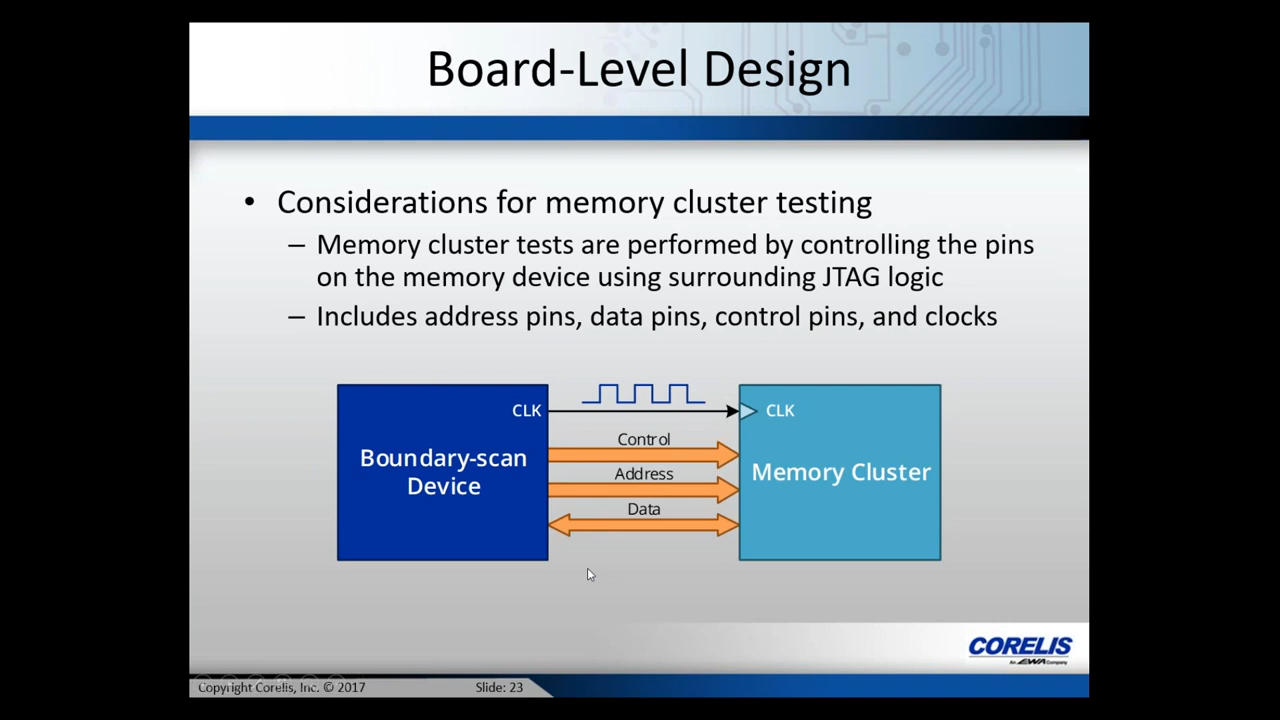 Board-Level Design
• Considerations for memory cluster testing
– Memory cluster tests are performed by controlling the pins
on the memory device using surrounding JTAG logic
– Includes address pins, data pins, control pins, and clocks
CLK
CLK
Control
Boundary-scan
Device
Address
Memory Cluster
Data
CORELIS
An EWA Company
Copyright Corelis, Inc. © 2017
Slide: 23